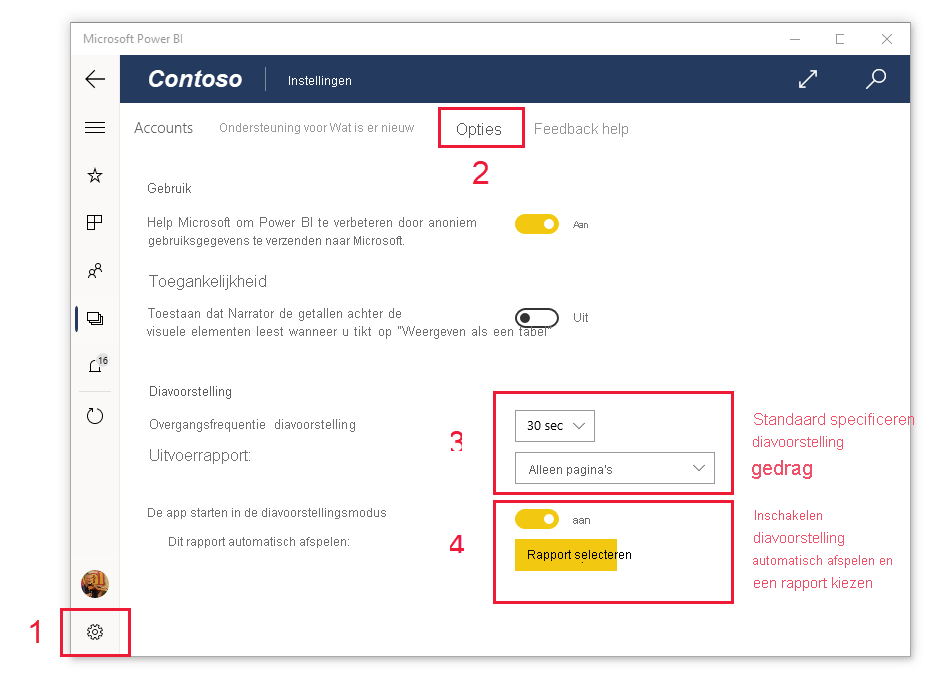 Microsoft Power BI
Contoso
Instellingen
Accounts
Ondersteuning voor Wat is er nieuw
Opties
Feedback help
2
Gebruik
Help Microsoft om Power BI te verbeteren door anoniem
gebruiksgegevens te verzenden naar Microsoft.
Aan
Toegankelijkheid
Toestaan dat Narrator de getallen achter de
visuele elementen leest wanneer u tikt op "Weergeven als een tabel"
Uit
16
Diavoorstelling
Overgangsfrequentie diavoorstelling
30 sec
Uitvoerrapport:
Alleen pagina's
3
Standaard specificeren
diavoorstelling
gedrag
De app starten in de diavoorstellingsmodus
aan
Dit rapport automatisch afspelen:
Rapport selecteren
4
Inschakelen
diavoorstelling
automatisch afspelen en
een rapport kiezen
1